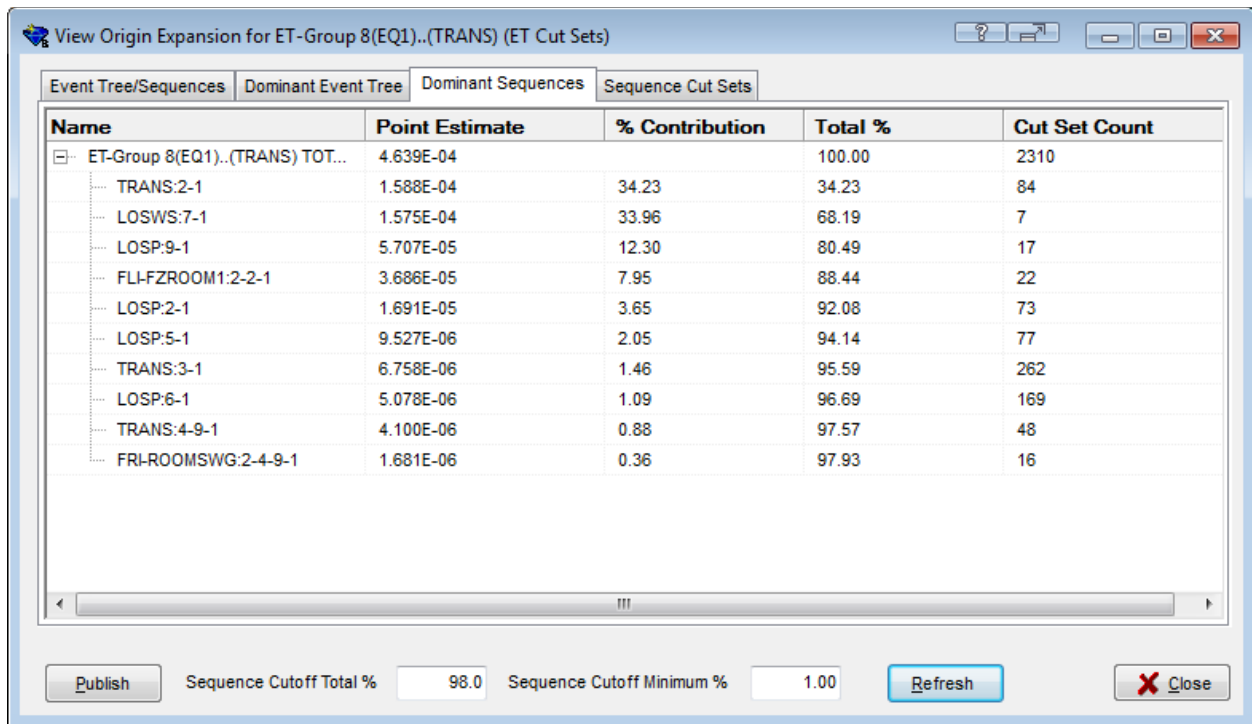 View Origin Expansion for ET-Group 8(EQ1)..(TRANS) (ET Cut Sets)
Event Tree/Sequences Dominant Event Tree Dominant Sequences Sequence Cut Sets
Name Point Estimate % Contribution Total % Cut Set Count
ET-Group 8(EQ1)..(TRANS) TOT... 4.639E-04 100.00 2310
TRANS:2-1 1.588E-04 34.23 34.23 84
LOSWS:7-1 1.575E-04 33.96 68.19 7
LOSP:9-1 5.707E-05 12.30 80.49 17
FLI-FZROOM1:2-2-1 3.686E-05 7.95 88.44 22
LOSP:2-1 1.691E-05 3.65 92.08 73
LOSP:5-1 9.527E-06 2.05 94.14 77
TRANS:3-1 6.758E-06 1.46 95.59 262
LOSP:6-1 5.078E-06 1.09 96.69 169
TRANS:4-9-1 4.100E-06 0.88 97.57 48
FRI-ROOMSWG:2-4-9-1 1.681E-06 0.36 97.93 16
Publish Sequence Cutoff Total % 98.0 Sequence Cutoff Minimum % 1.00 Refresh Close